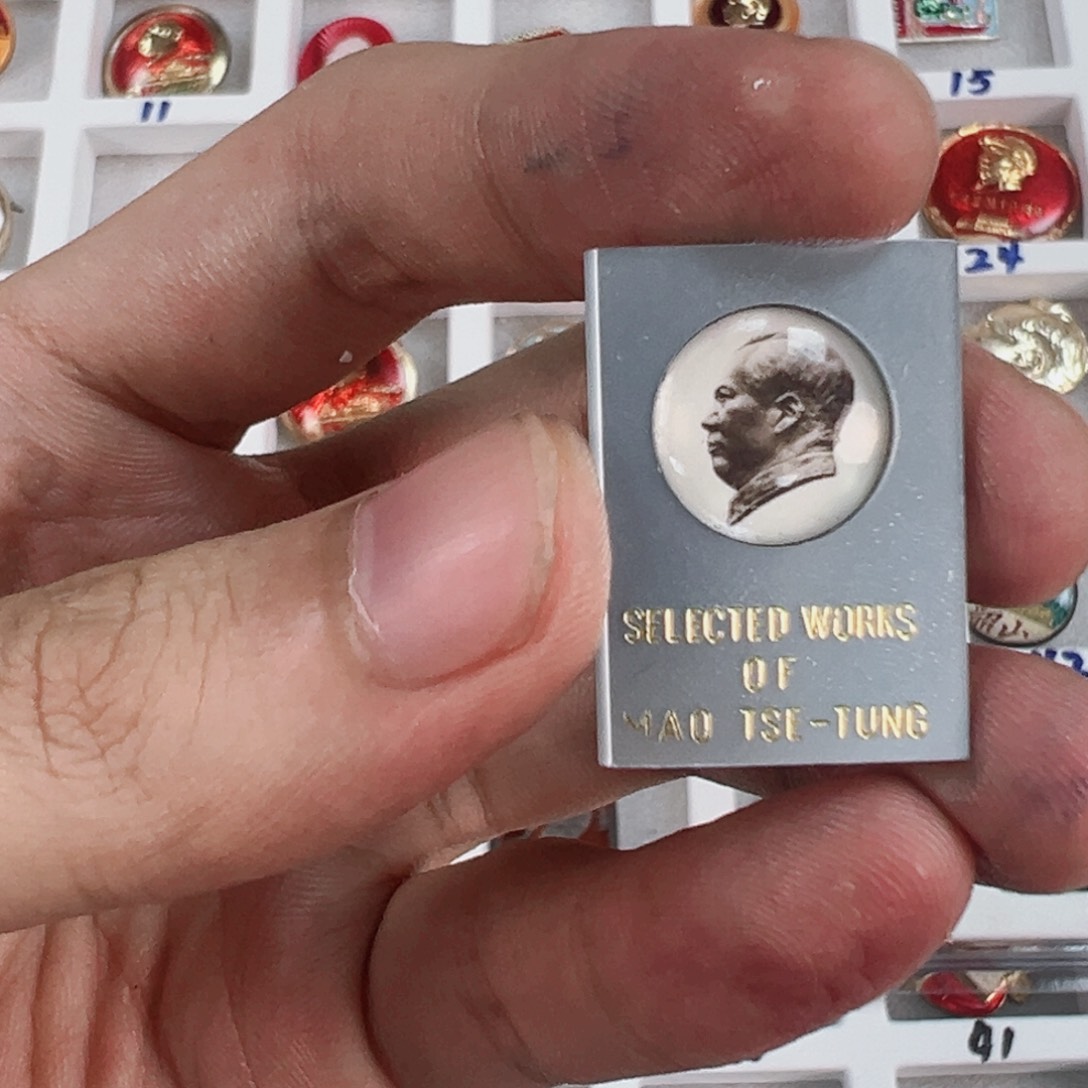 11
15
24
SELECTED WORKS
OF
MAO TSE-TUNG
41